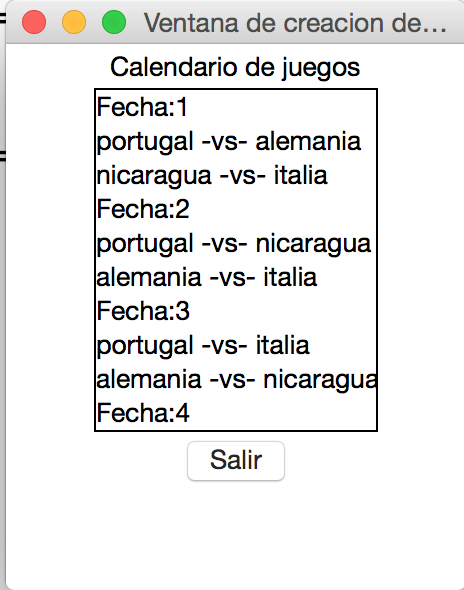 Ventana de creacion de...
Calendario de juegos
Fecha:1
portugal -vs- alemania
nicaragua -vs- italia
Fecha:2
portugal -vs- nicaragua
alemania -vs- italia
Fecha:3
portugal -vs- italia
alemania -vs- nicaragua
Fecha:4
Salir